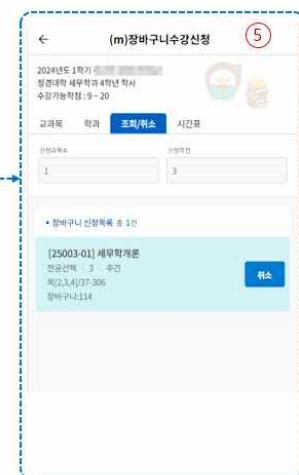 (m)장바구니수강신청
⑤
2024년도 1학기
정경대학 세무학과 4학년 학사
수강가능학점 : 9 ~ 20
교과목 학과 조회/취소 시간표
신청과목수 신청학점
1 3
• 장바구니 신청목록 총 1건
[25003-01] 세무학개론
전공선택 : 3 : 주간
목[2,3,4]/37-306
장바구니:114
취소